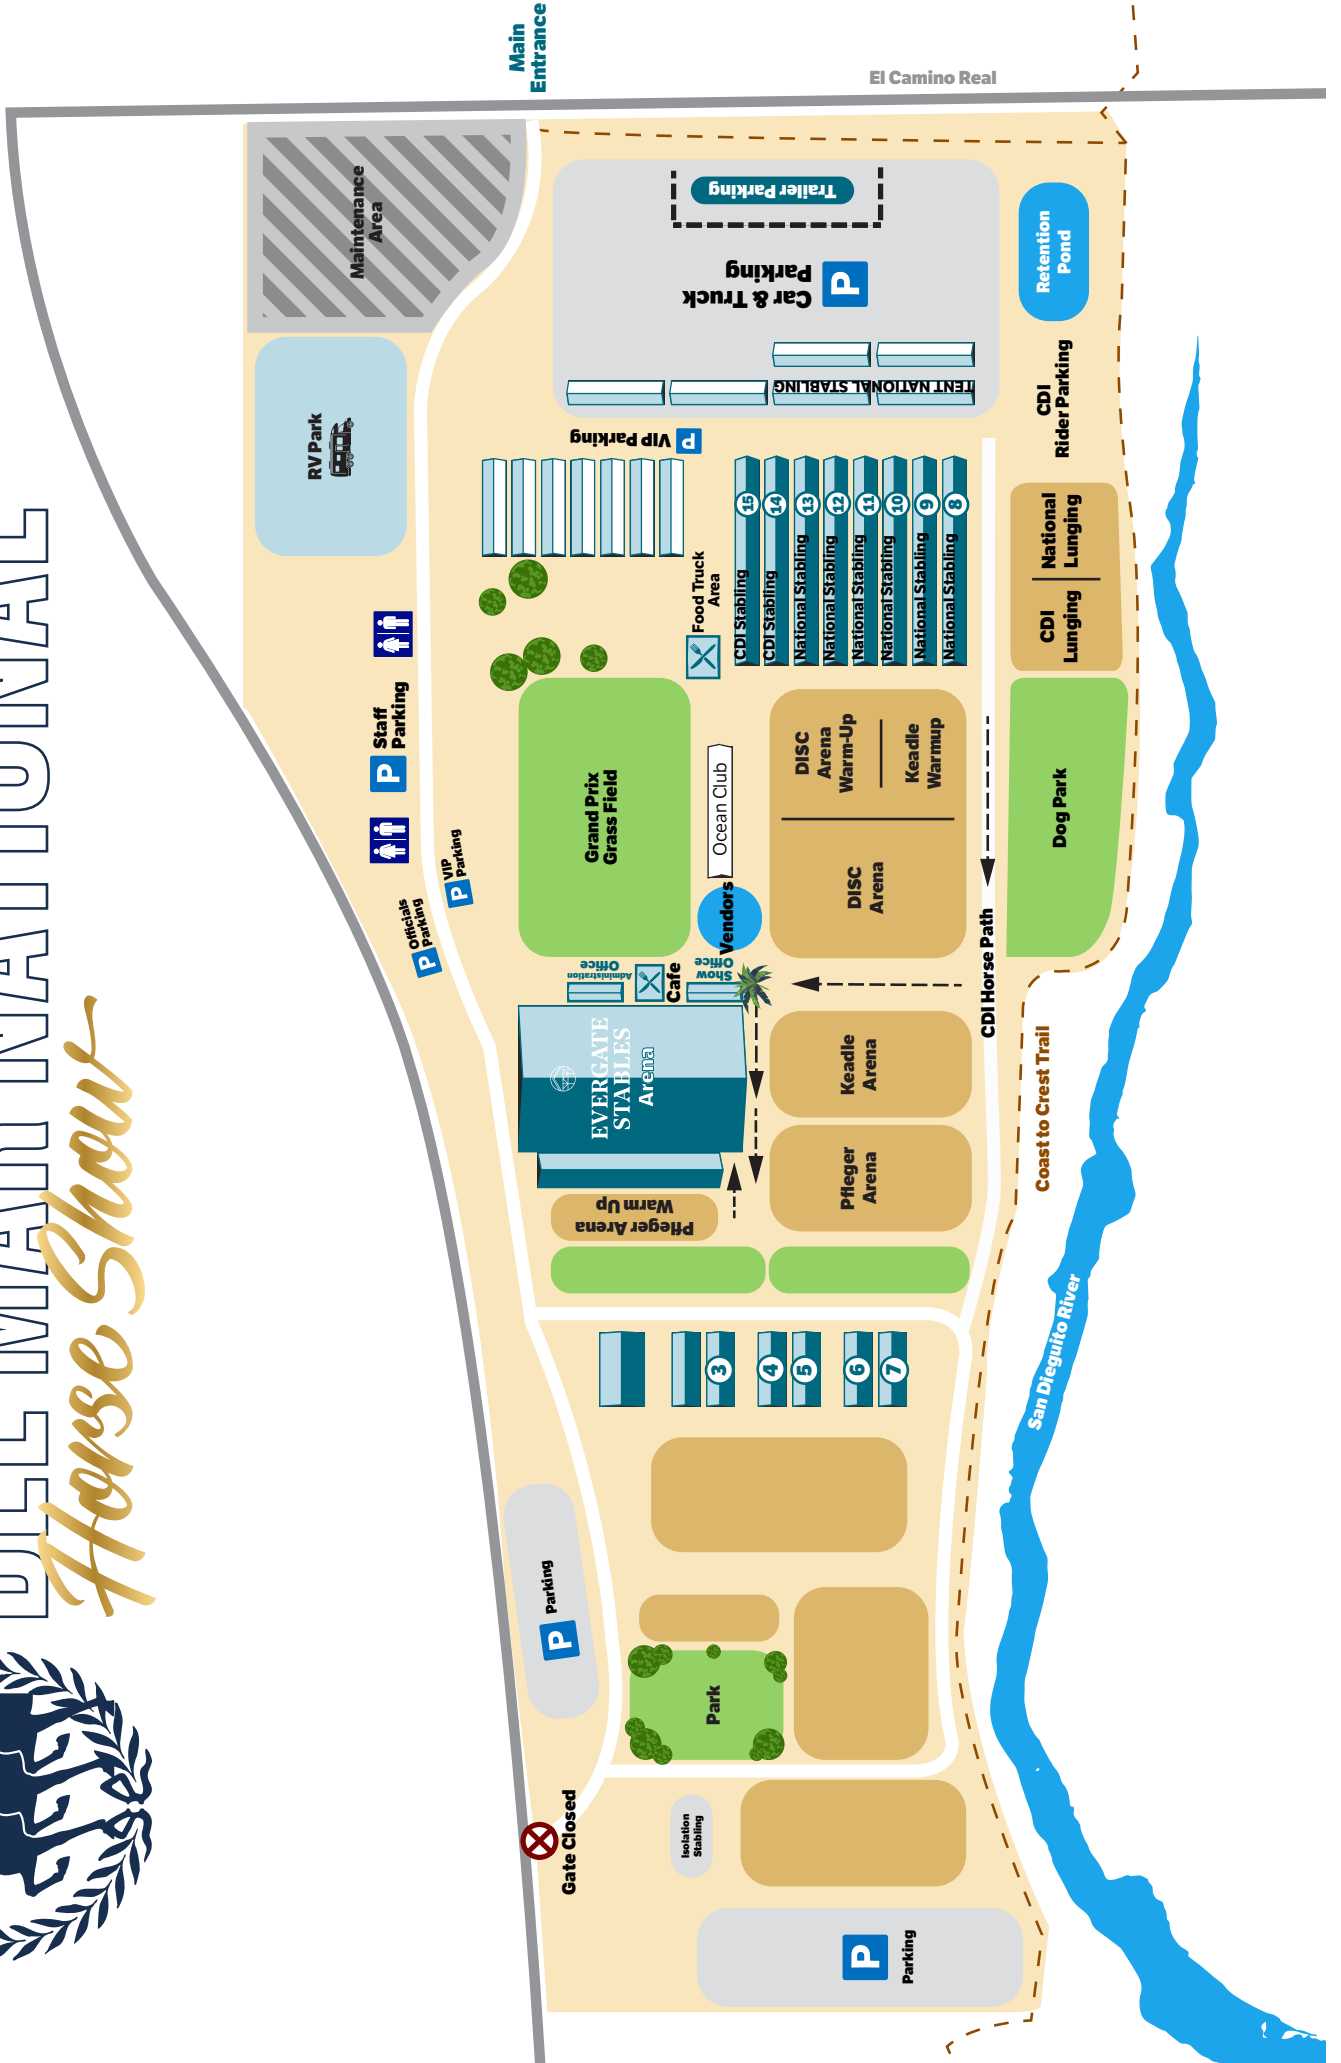 DEL MAR NATIONAL
Horse Show
Main
Entrance
El Camino Real
Maintenance
Area
Trailer Parking
Car & Truck
Parking
P
Retention
Pond
TENT NATIONAL STABLING
CDI
Rider Parking
RV Park
VIP Parking
P
CDI Stabling 15
CDI Stabling 14
National Stabling 13
National Stabling 12
National Stabling 11
National Stabling 10
National Stabling 9
National Stabling 8
National
Lunging
CDI
Lunging
Food Truck
Area
P Staff
Parking
Grand Prix
Grass Field
Ocean Club
DISC
Arena
Warm-Up
Keadle
Warmup
DISC
Arena
Dog Park
P VIP
Parking
P Officials
Parking
Vendors
Administration
Office
Cafe
Show
Office
CDI Horse Path
EVERGATE
STABLES
Arena
Keadle
Arena
Pfleger
Arena
Coast to Crest Trail
Pfleger Arena
Warm Up
San Dieguito River
3
4
5
6
7
P Parking
Park
Gate Closed
Isolation
Stabling
P
Parking